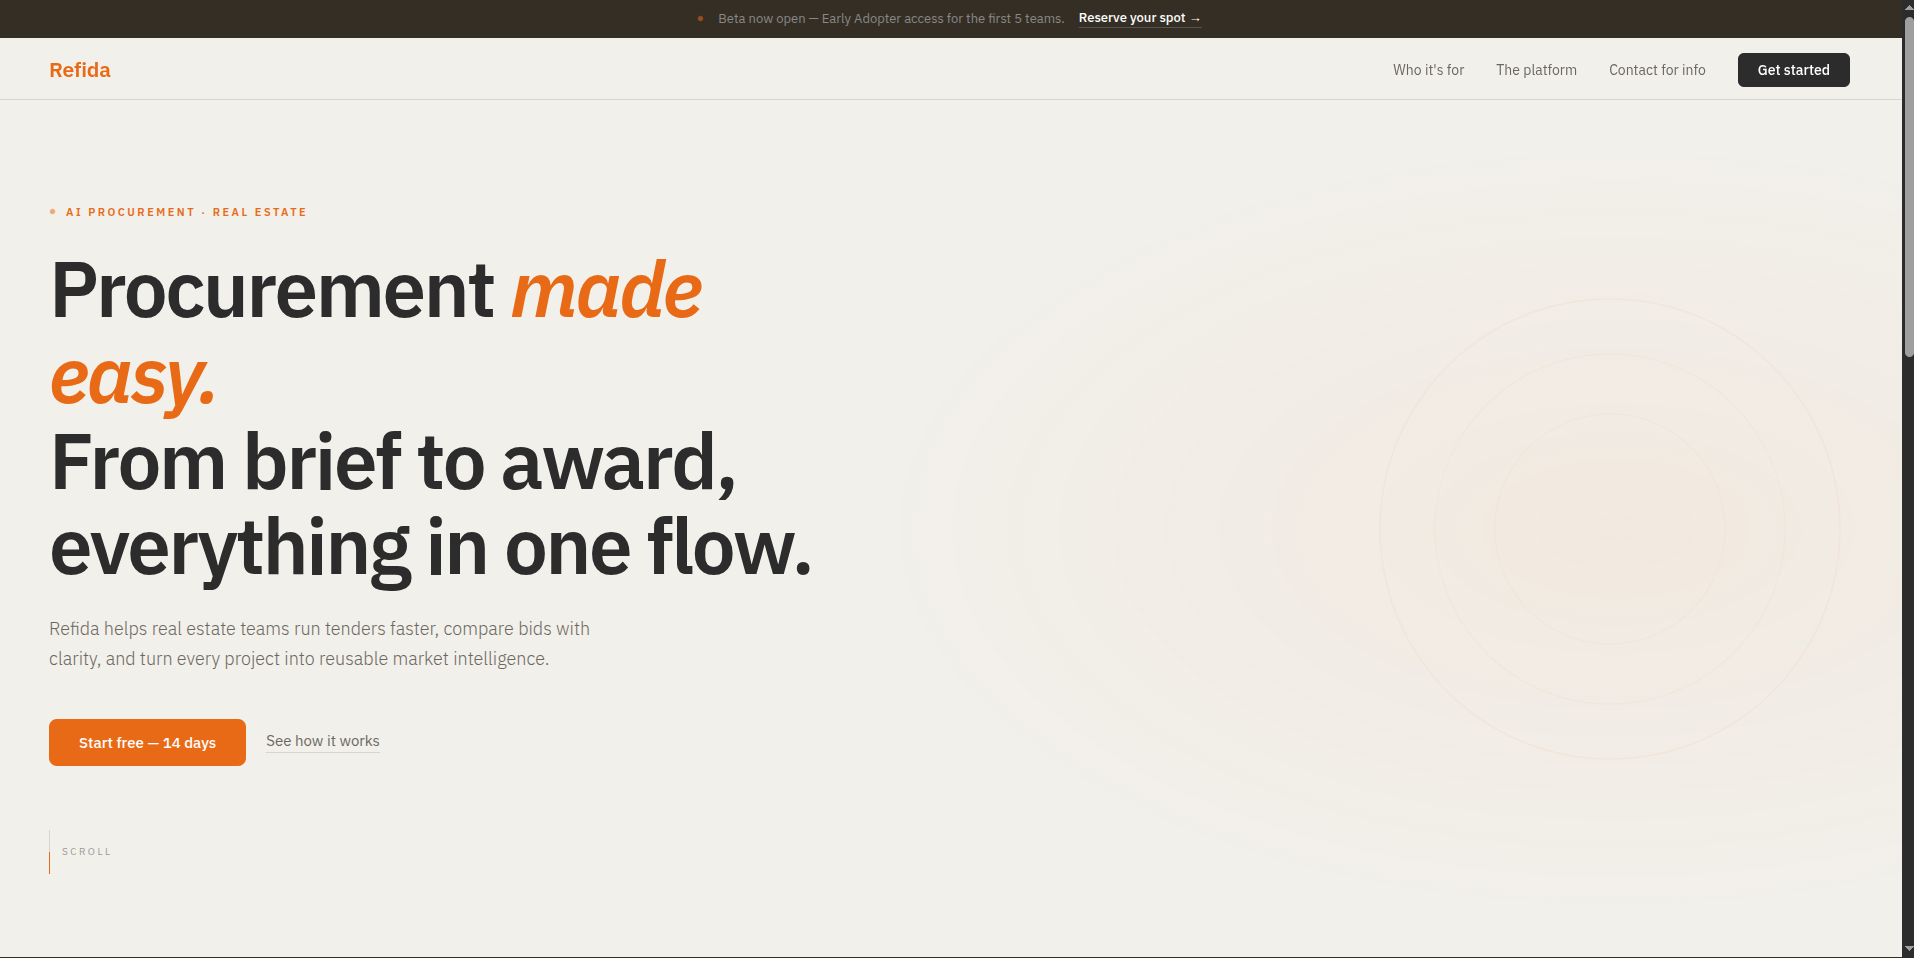 Beta now open — Early Adopter access for the first 5 teams. Reserve your spot →
Refida
Who it's for The platform Contact for info Get started
AI PROCUREMENT · REAL ESTATE
Procurement made
easy.
From brief to award,
everything in one flow.
Refida helps real estate teams run tenders faster, compare bids with
clarity, and turn every project into reusable market intelligence.
Start free — 14 days See how it works
SCROLL